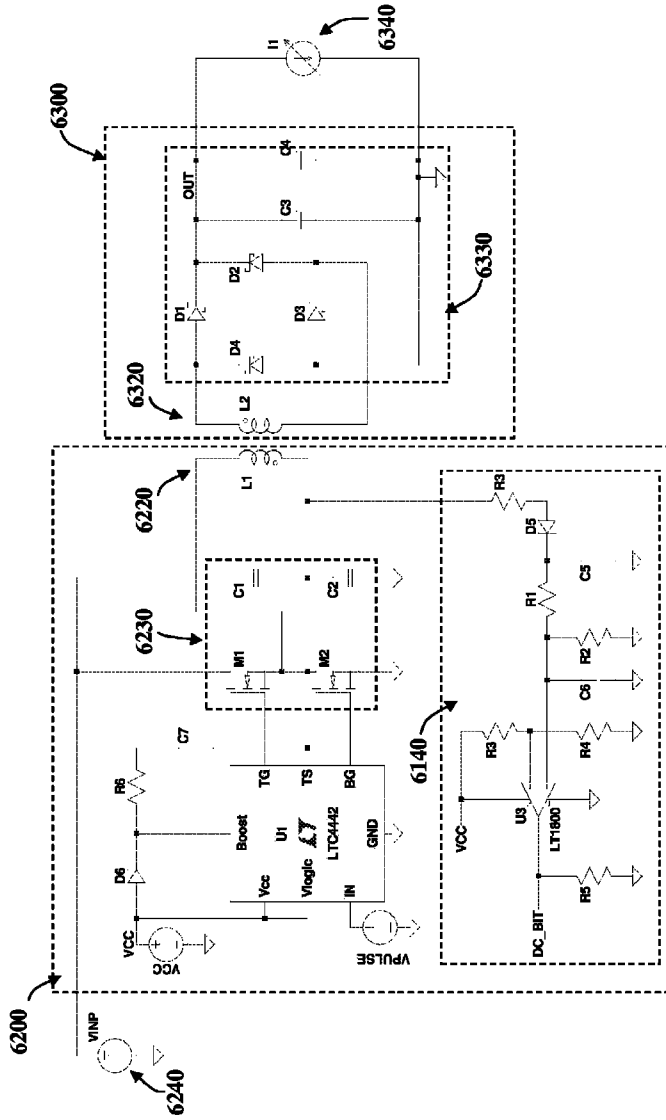 6340
I1
6300
OUT
C4
C3
D1
D2
D4
D3
6330
6320
L2
6220
L1
6230
C1
C2
M1
M2
C7
R6
D6
VCC
VCC
Boost
TG
U1
TS
LTC4442
BG
Vcc
Vlogic
IN
GND
VPULSE
6200
VINP
6240
6140
R3
D5
R1
C5
R2
C6
R3
R4
VCC
U3
LT1800
R5
DC_BIT